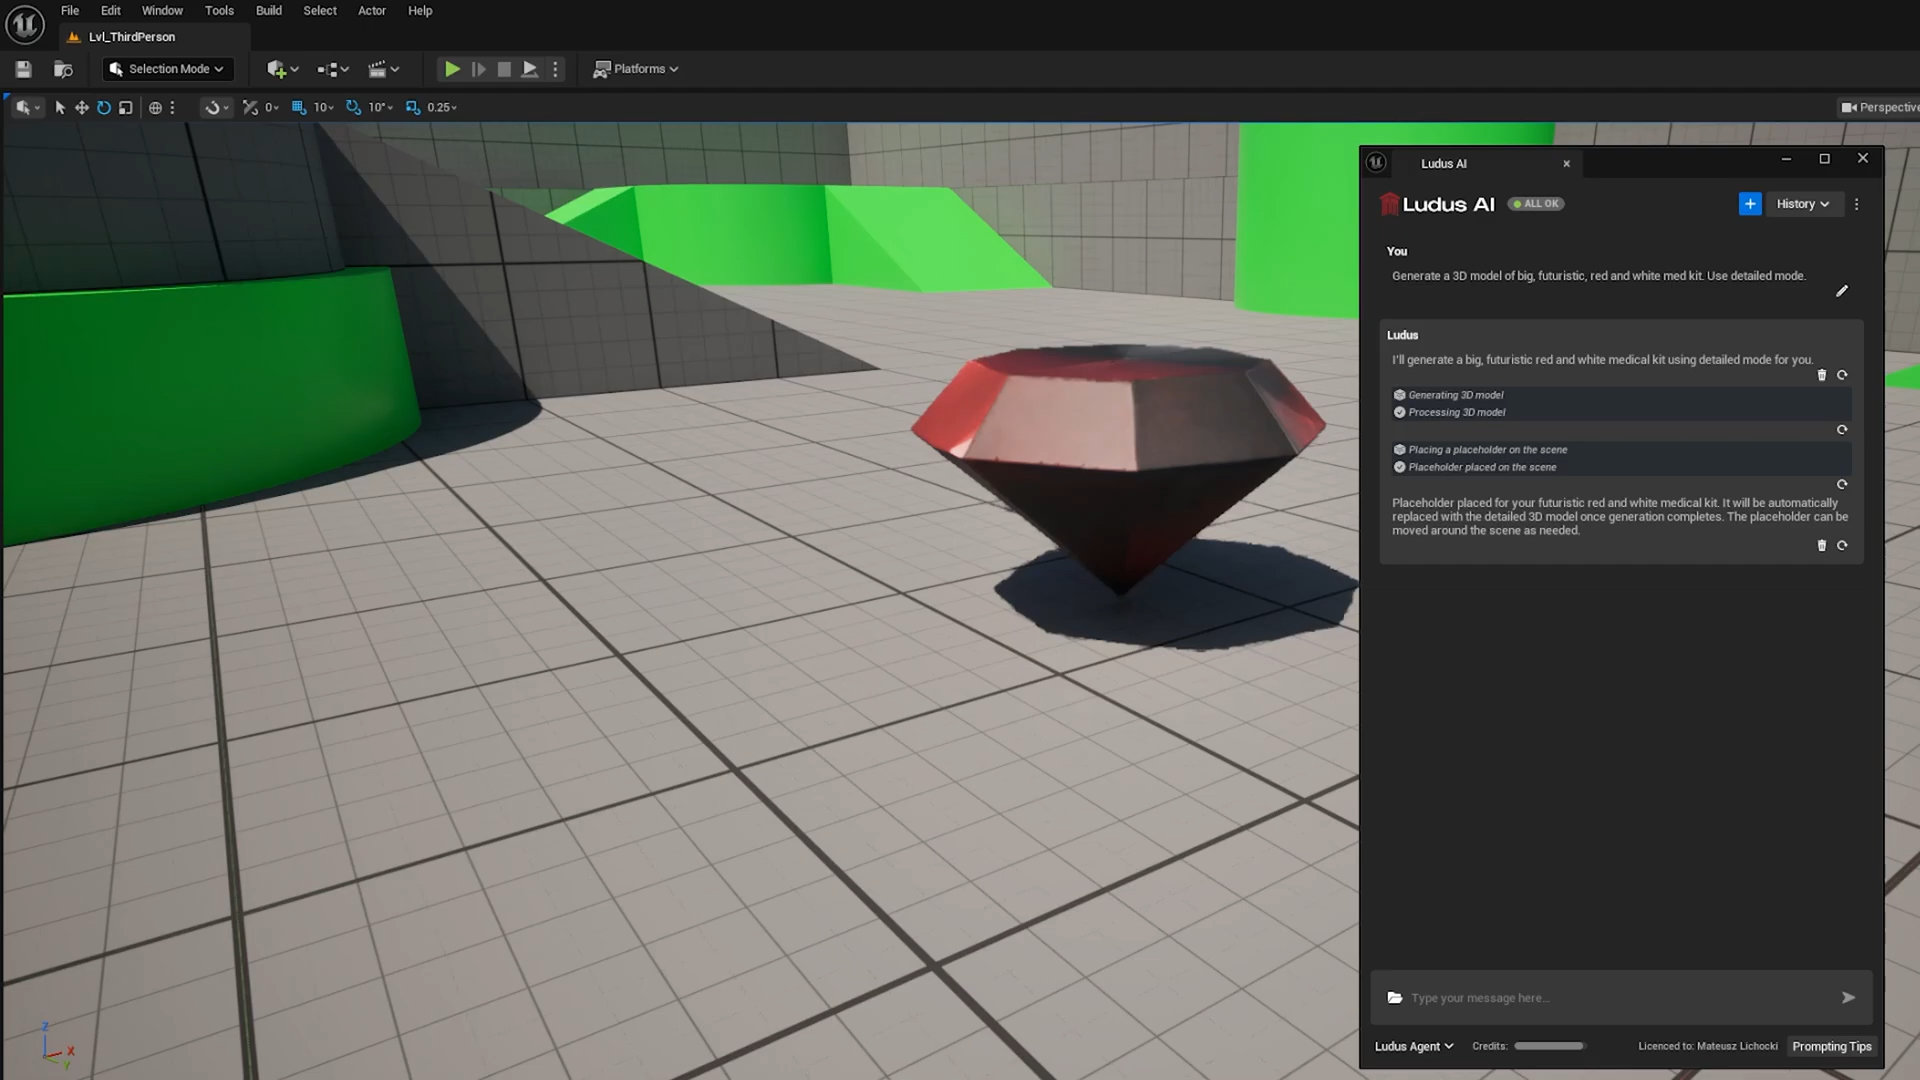 File Edit Window Tools Build Select Actor Help
Lvl_ThirdPerson
Selection Mode
Platforms
0 10 10° 0.25
Perspective
Ludus AI
Ludus AI ALL OK
History
You
Generate a 3D model of big, futuristic, red and white med kit. Use detailed mode.
Ludus
I'll generate a big, futuristic red and white medical kit using detailed mode for you.
Generating 3D model
Processing 3D model
Placing a placeholder on the scene
Placeholder placed on the scene
Placeholder placed for your futuristic red and white medical kit. It will be automatically
replaced with the detailed 3D model once generation completes. The placeholder can be
moved around the scene as needed.
Type your message here...
Ludus Agent Credits: Licenced to: Mateusz Lichocki Prompting Tips
Z
X
Y